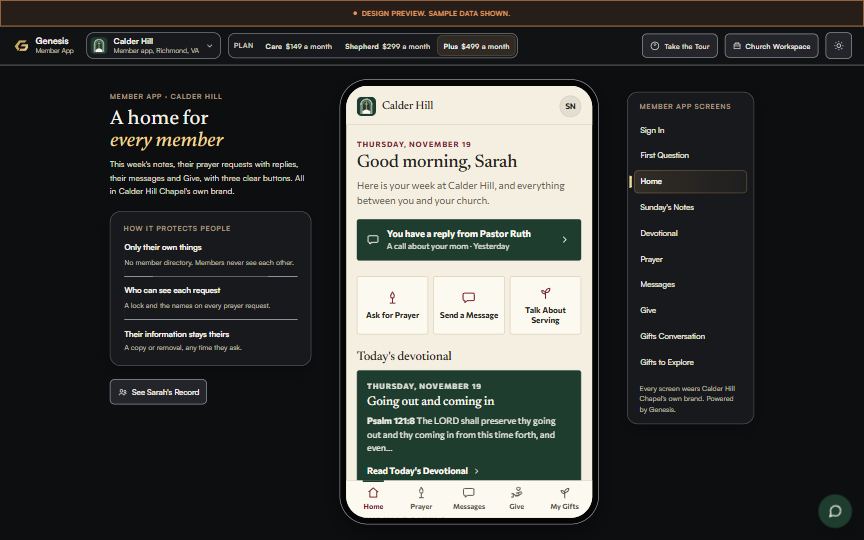 DESIGN PREVIEW. SAMPLE DATA SHOWN.
Genesis
Member App
Calder Hill
Member app, Richmond, VA
PLAN
Care $149 a month
Shepherd $299 a month
Plus $499 a month
Take the Tour
Church Workspace
MEMBER APP · CALDER HILL
A home for
every member
This week's notes, their prayer requests with replies,
their messages and Give, with three clear buttons. All
in Calder Hill Chapel's own brand.
HOW IT PROTECTS PEOPLE
Only their own things
No member directory. Members never see each other.
Who can see each request
A lock and the names on every prayer request.
Their information stays theirs
A copy or removal, any time they ask.
See Sarah's Record
Calder Hill
SN
THURSDAY, NOVEMBER 19
Good morning, Sarah
Here is your week at Calder Hill, and everything
between you and your church.
You have a reply from Pastor Ruth
A call about your mom · Yesterday
Ask for Prayer
Send a Message
Talk About
Serving
Today's devotional
THURSDAY, NOVEMBER 19
Going out and coming in
Psalm 121:8 The LORD shall preserve thy going
out and thy coming in from this time forth, and
even...
Read Today's Devotional
Home
Prayer
Messages
Give
My Gifts
MEMBER APP SCREENS
Sign In
First Question
Home
Sunday's Notes
Devotional
Prayer
Messages
Give
Gifts Conversation
Gifts to Explore
Every screen wears Calder Hill
Chapel's own brand. Powered
by Genesis.